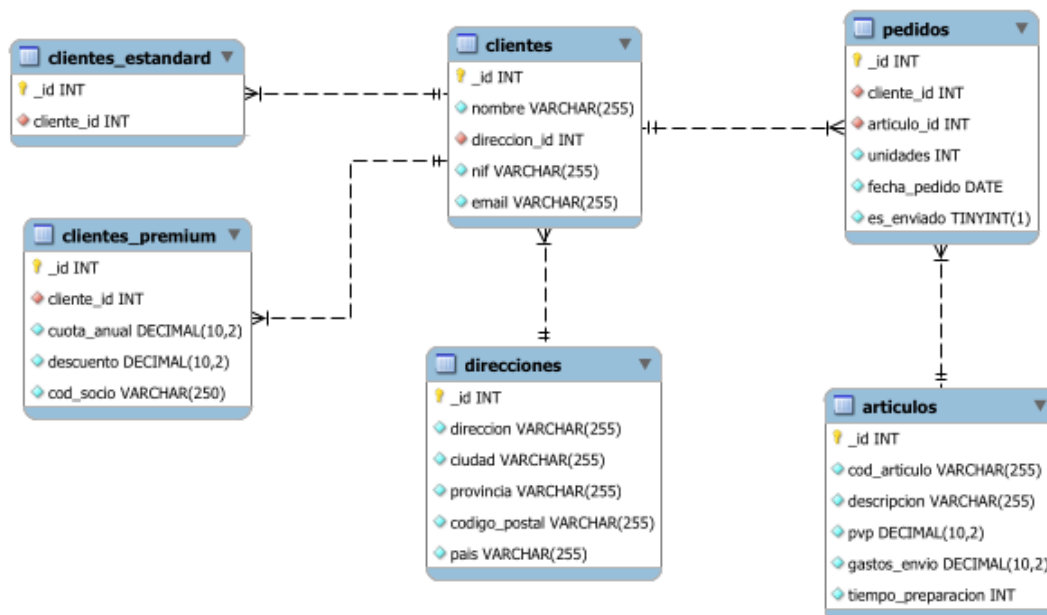 clientes_estandard
_id INT
cliente_id INT
clientes
_id INT
nombre VARCHAR(255)
direccion_id INT
nif VARCHAR(255)
email VARCHAR(255)
pedidos
_id INT
cliente_id INT
articulo_id INT
unidades INT
fecha_pedido DATE
es_enviado TINYINT(1)
clientes_premium
_id INT
cliente_id INT
cuota_anual DECIMAL(10,2)
descuento DECIMAL(10,2)
cod_socio VARCHAR(250)
direcciones
_id INT
direccion VARCHAR(255)
ciudad VARCHAR(255)
provincia VARCHAR(255)
codigo_postal VARCHAR(255)
pais VARCHAR(255)
articulos
_id INT
cod_articulo VARCHAR(255)
descripcion VARCHAR(255)
pvp DECIMAL(10,2)
gastos_envio DECIMAL(10,2)
tiempo_preparacion INT